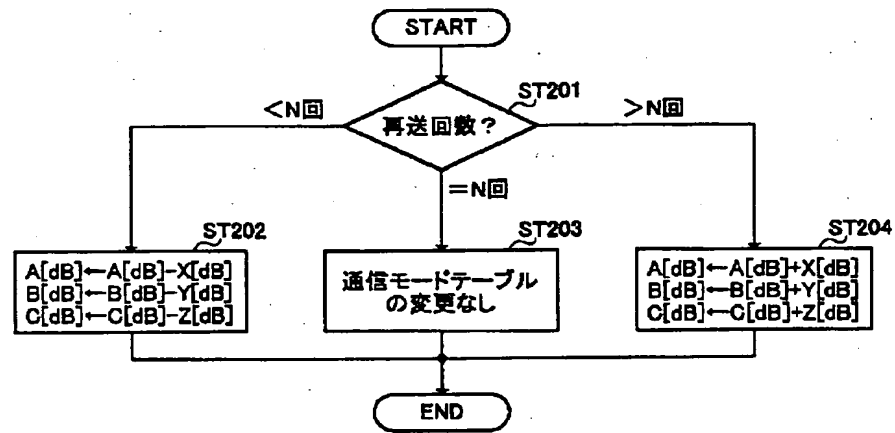 START
ST201
再送回数?
<N回
>N回
=N回
ST202
A[dB]←A[dB]−X[dB]
B[dB]←B[dB]−Y[dB]
C[dB]←C[dB]−Z[dB]
ST203
通信モードテーブル
の変更なし
ST204
A[dB]←A[dB]+X[dB]
B[dB]←B[dB]+Y[dB]
C[dB]←C[dB]+Z[dB]
END